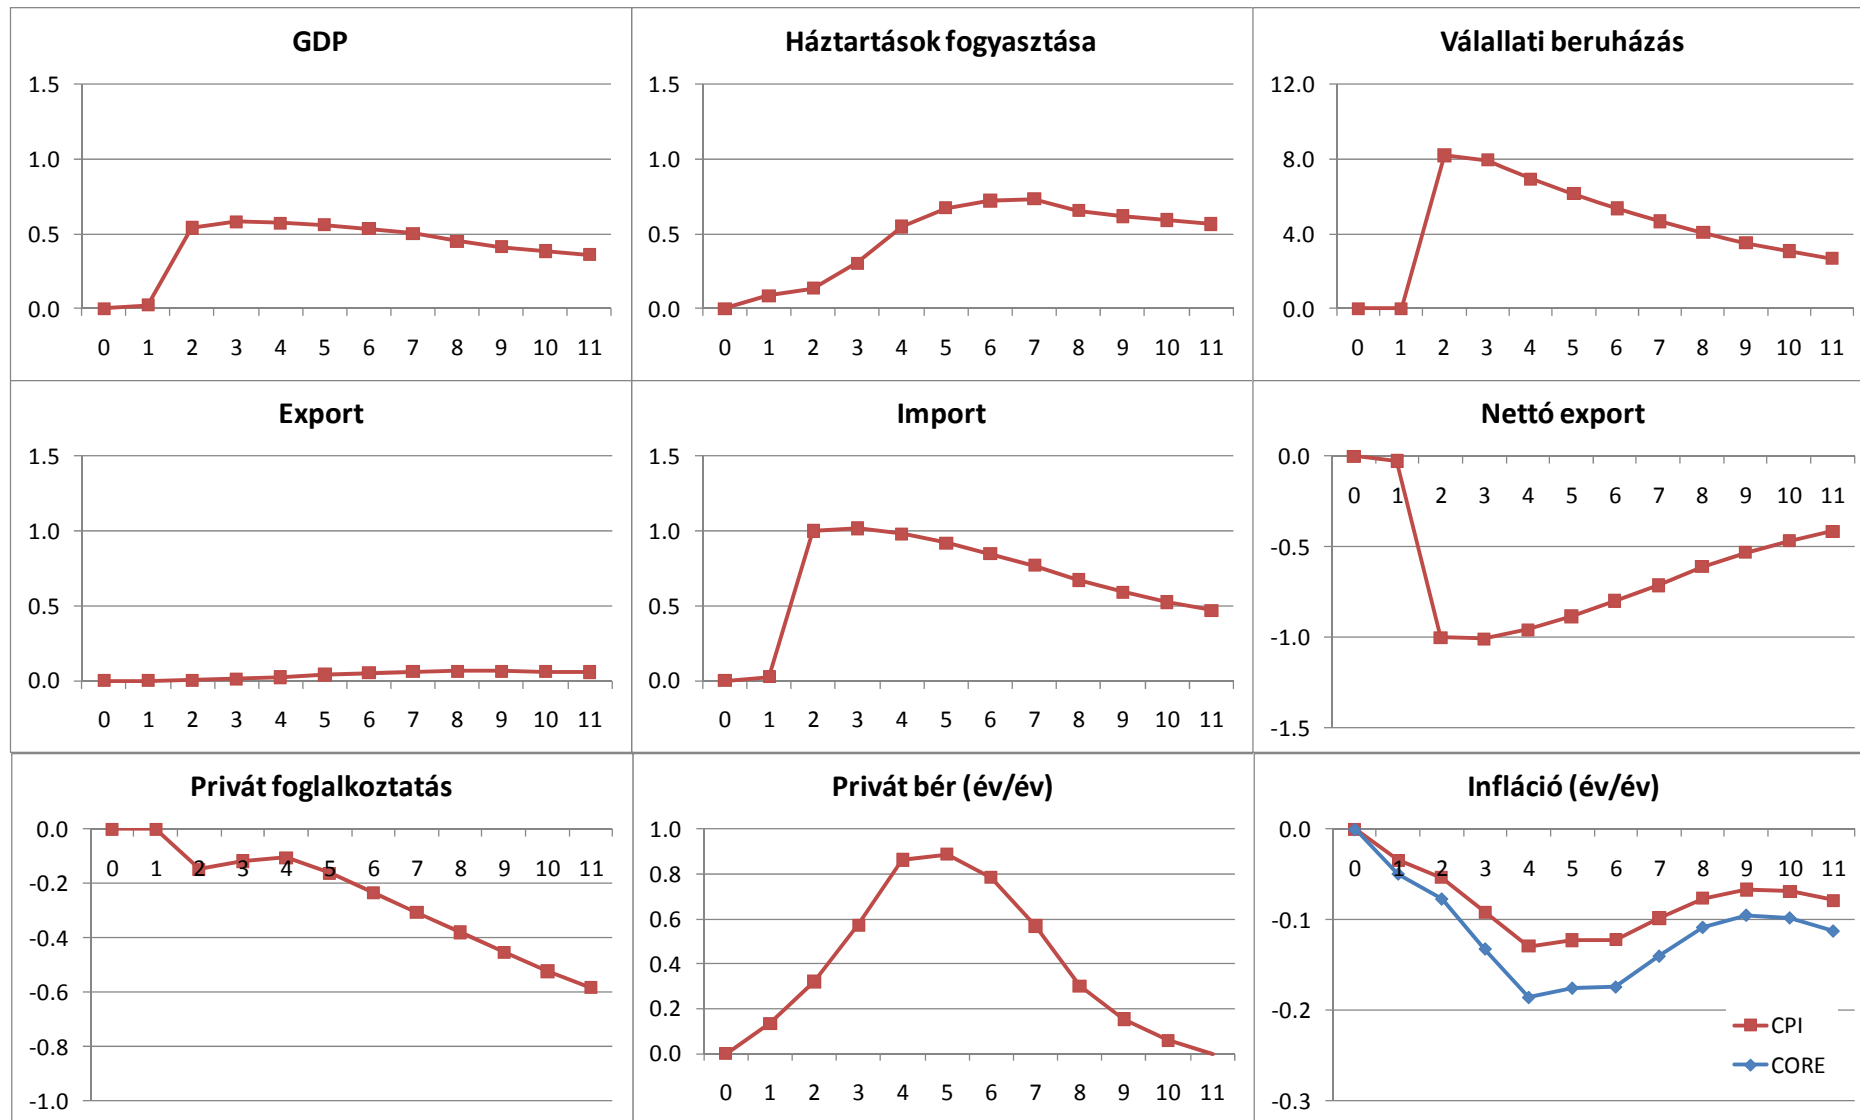 GDP
1.5
1.0
0.5
0.0
0 1 2 3 4 5 6 7 8 9 10 11
Háztartások fogyasztása
1.5
1.0
0.5
0.0
0 1 2 3 4 5 6 7 8 9 10 11
Válallati beruházás
12.0
8.0
4.0
0.0
0 1 2 3 4 5 6 7 8 9 10 11
Export
1.5
1.0
0.5
0.0
0 1 2 3 4 5 6 7 8 9 10 11
Import
1.5
1.0
0.5
0.0
0 1 2 3 4 5 6 7 8 9 10 11
Nettó export
0.0
0 1 2 3 4 5 6 7 8 9 10 11
-0.5
-1.0
-1.5
Privát foglalkoztatás
0.0
0 1 2 3 4 5 6 7 8 9 10 11
-0.2
-0.4
-0.6
-0.8
-1.0
Privát bér (év/év)
1.0
0.8
0.6
0.4
0.2
0.0
0 1 2 3 4 5 6 7 8 9 10 11
Infláció (év/év)
0.0
0 1 2 3 4 5 6 7 8 9 10 11
-0.1
-0.2
CPI
CORE
-0.3